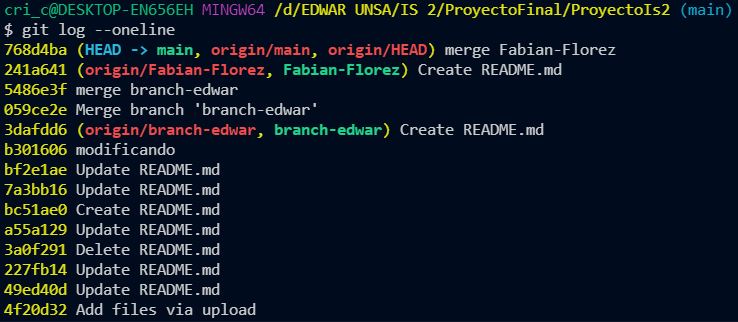 cri_c@DESKTOP-EN656EH MINGW64 /d/EDWAR UNSA/IS 2/ProyectoFinal/ProyectoIs2 (main)
$ git log --oneline
768d4ba (HEAD -> main, origin/main, origin/HEAD) merge Fabian-Florez
241a641 (origin/Fabian-Florez, Fabian-Florez) Create README.md
5486e3f merge branch-edwar
059ce2e Merge branch 'branch-edwar'
3dafdd6 (origin/branch-edwar, branch-edwar) Create README.md
b301606 modificando
bf2e1ae Update README.md
7a3bb16 Update README.md
bc51ae0 Create README.md
a55a129 Update README.md
3a0f291 Delete README.md
227fb14 Update README.md
49ed40d Update README.md
4f20d32 Add files via upload